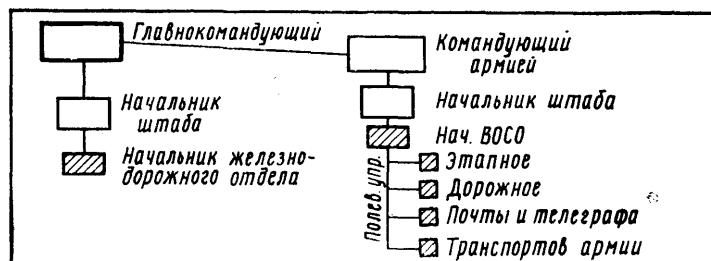 Главнокомандующий
Командующий
армией
Начальник
штаба
Начальник штаба
Нач. ВОСО
Начальник железно-
дорожного отдела
Полев. упр.
Этапное
Дорожное
Почты и телеграфа
Транспортов армии